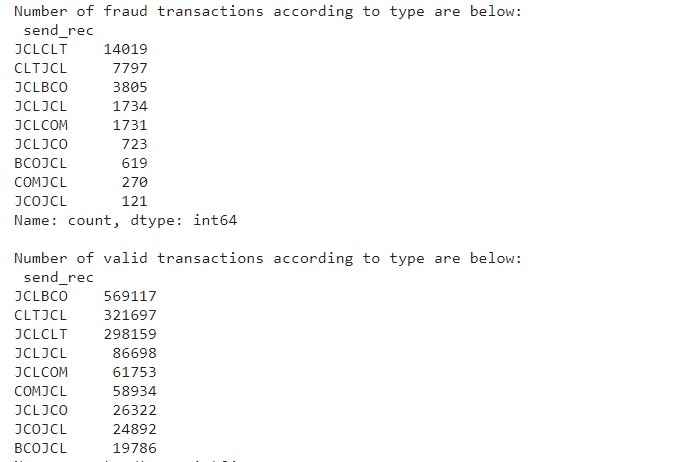 Number of fraud transactions according to type are below:
send_rec
JCLCLT 14019
CLTJCL 7797
JCLBCO 3805
JCLJCL 1734
JCLCOM 1731
JCLJCO 723
BCOJCL 619
COMJCL 270
JCOJCL 121
Name: count, dtype: int64
Number of valid transactions according to type are below:
send_rec
JCLBCO 569117
CLTJCL 321697
JCLCLT 298159
JCLJCL 86698
JCLCOM 61753
COMJCL 58934
JCLJCO 26322
JCOJCL 24892
BCOJCL 19786